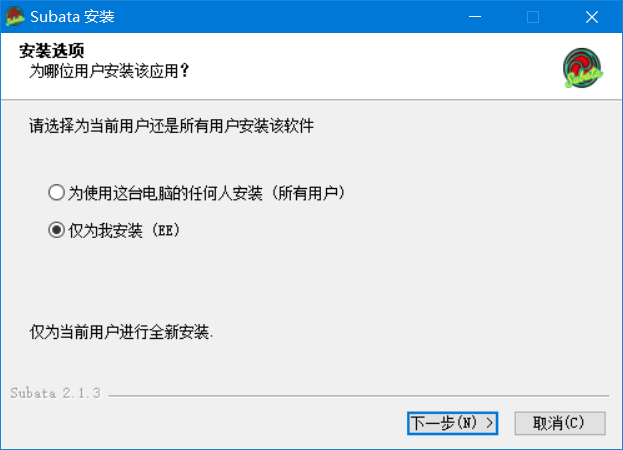 Subata 安装
安装选项
为哪位用户安装该应用？
Subata
请选择为当前用户还是所有用户安装该软件
为使用这台电脑的任何人安装（所有用户）
仅为我安装（EE）
仅为当前用户进行全新安装.
Subata 2.1.3
下一步(N) >
取消(C)